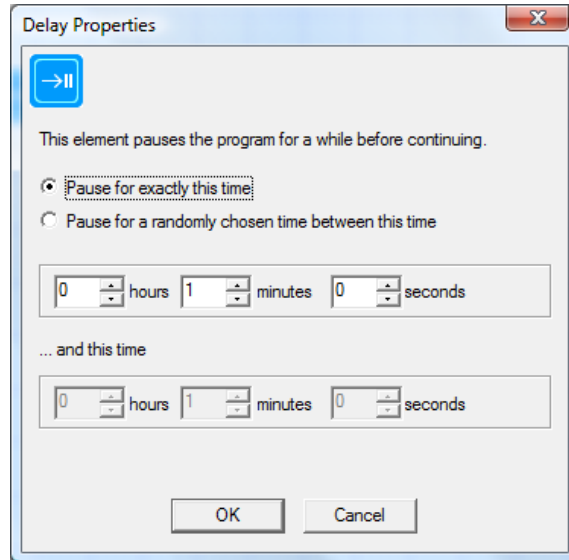 Delay Properties
This element pauses the program for a while before continuing.
Pause for exactly this time
Pause for a randomly chosen time between this time
0 hours 1 minutes 0 seconds
... and this time
0 hours 1 minutes 0 seconds
OK Cancel